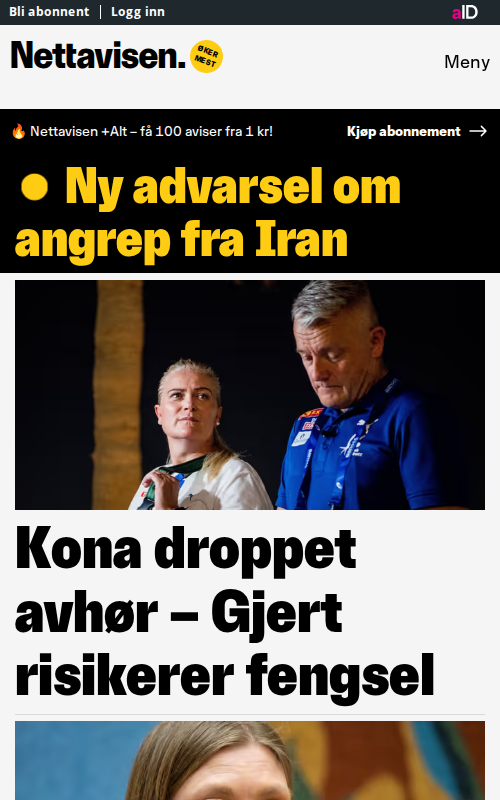 Bli abonnent | Logg inn
aID
Nettavisen.
ØKER
MEST
Meny
🔥 Nettavisen +Alt – få 100 aviser fra 1 kr!
Kjøp abonnement →
Ny advarsel om
angrep fra Iran
Kona droppet
avhør – Gjert
risikerer fengsel